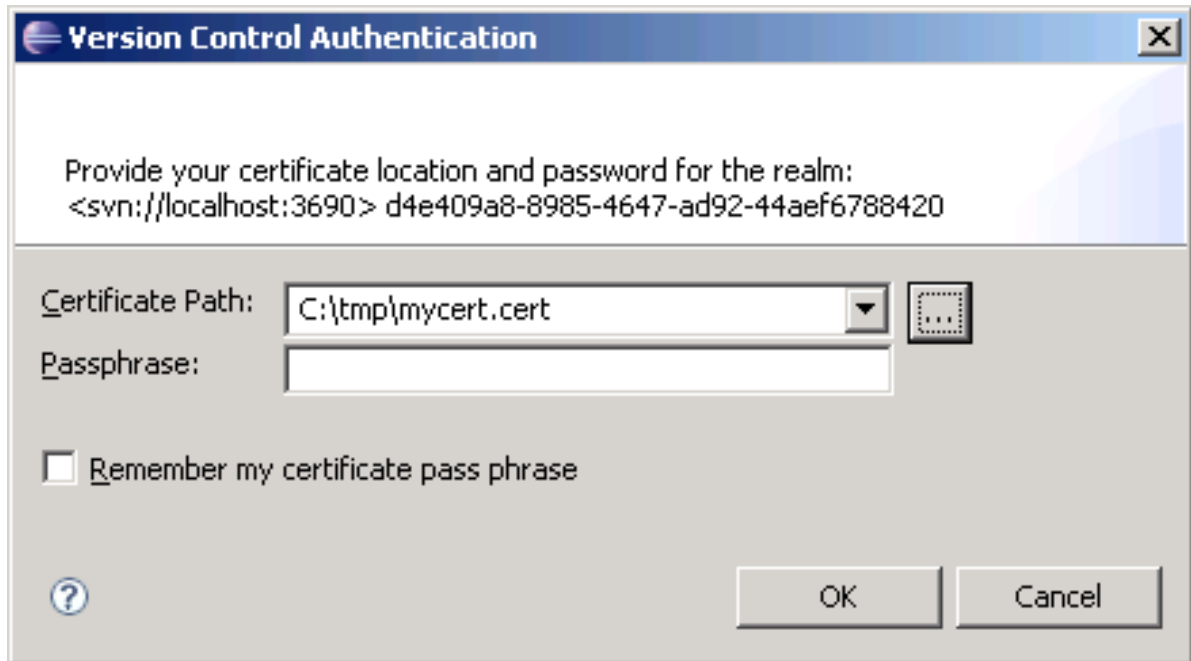 Version Control Authentication
Provide your certificate location and password for the realm:
<svn://localhost:3690> d4e409a8-8985-4647-ad92-44aef6788420
Certificate Path: C:\tmp\mycert.cert ...
Passphrase:
Remember my certificate pass phrase
? OK Cancel